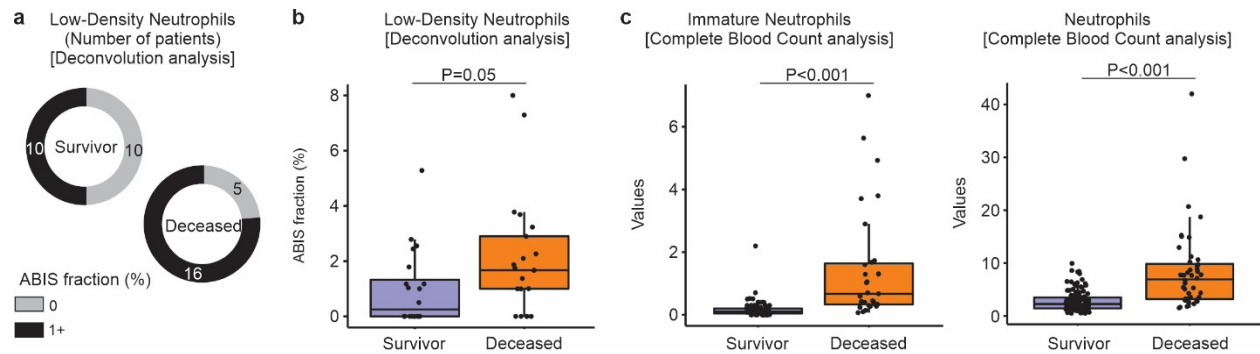 a
Low-Density Neutrophils
(Number of patients)
[Deconvolution analysis]
10
Survivor
10
5
Deceased
16
ABIS fraction (%)
0
1+
b
Low-Density Neutrophils
[Deconvolution analysis]
P=0.05
ABIS fraction (%)
8
6
4
2
0
Survivor
Deceased
c
Immature Neutrophils
[Complete Blood Count analysis]
P<0.001
Values
6
4
2
0
Survivor
Deceased
Neutrophils
[Complete Blood Count analysis]
P<0.001
Values
40
30
20
10
0
Survivor
Deceased